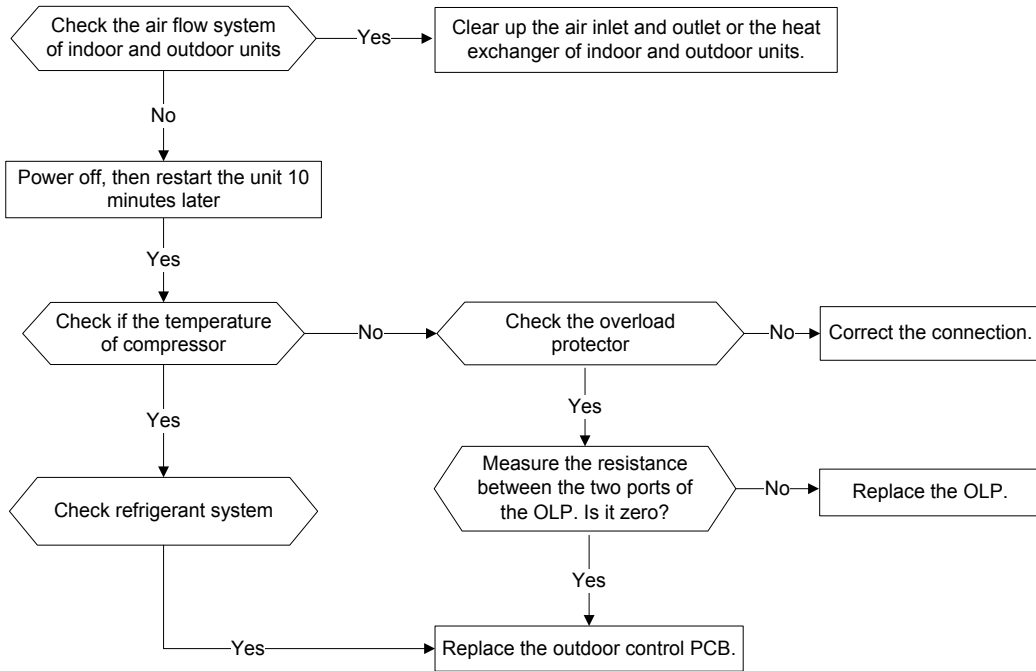 Check the air flow system
of indoor and outdoor units
Yes
Clear up the air inlet and outlet or the heat
exchanger of indoor and outdoor units.
No
Power off, then restart the unit 10
minutes later
Yes
Check if the temperature
of compressor
No
Check the overload
protector
No
Correct the connection.
Yes
Yes
Measure the resistance
between the two ports of
the OLP. Is it zero?
No
Replace the OLP.
Check refrigerant system
Yes
Yes
Replace the outdoor control PCB.